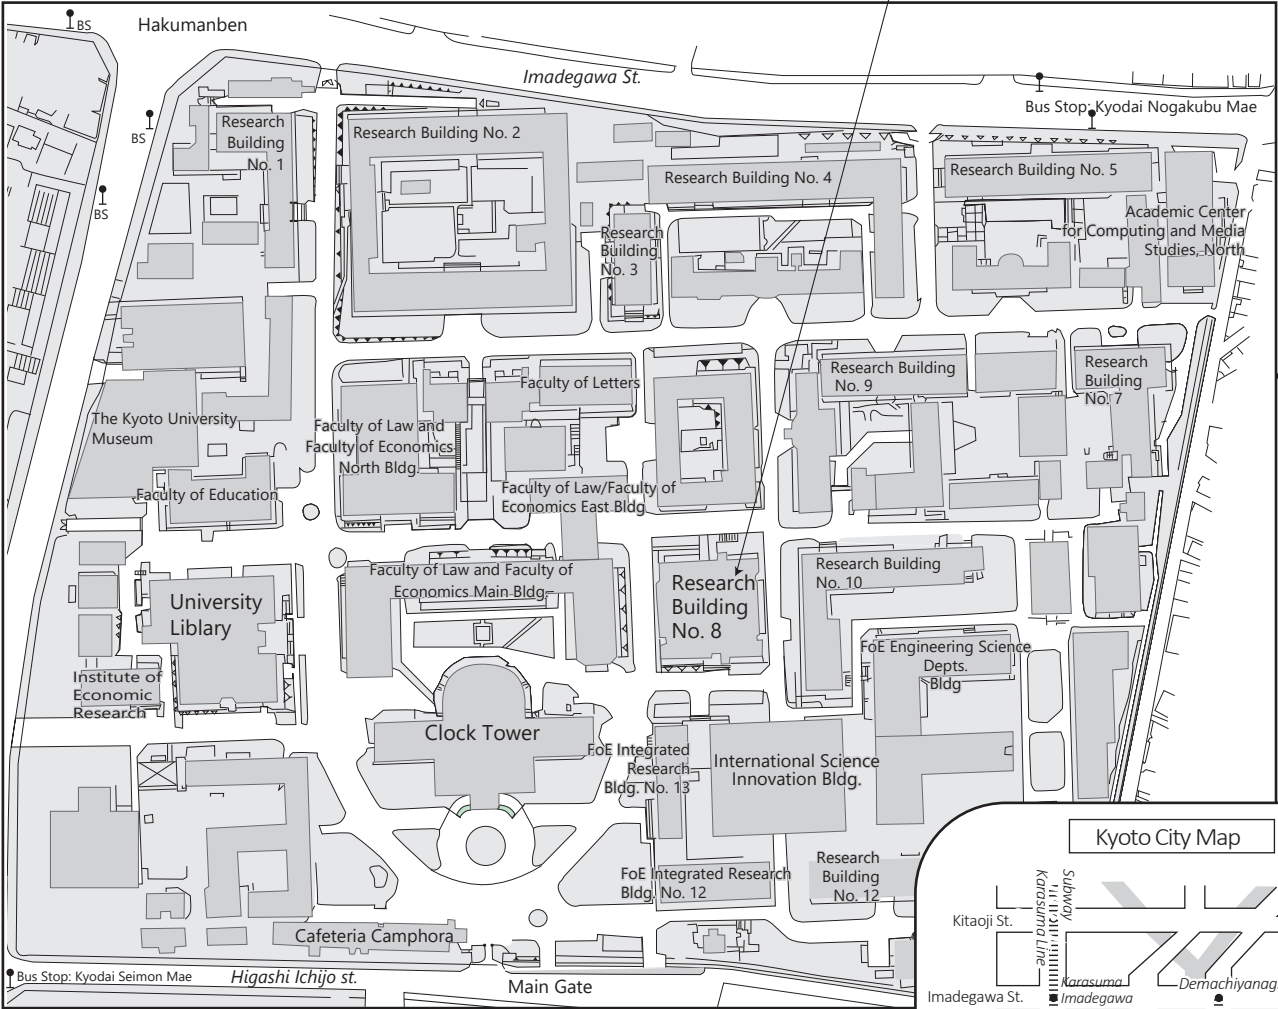 BS
Hakumanben
Imadegawa St.
Bus Stop: Kyodai Nogakubu Mae
BS
BS
Research
Building
No. 1
Research Building No. 2
Research
Building
No. 3
Research Building No. 4
Research Building No. 5
Academic Center
for Computing and Media
Studies, North
The Kyoto University
Museum
Faculty of Education
Faculty of Law and
Faculty of Economics
North Bldg.
Faculty of Letters
Faculty of Law/Faculty of
Economics East Bldg
Research Building
No. 9
Research
Building
No. 7
University
Llbrary
Institute of
Economic
Research
Faculty of Law and Faculty of
Economics Main Bldg.
Research
Building
No. 8
Research Building
No. 10
FoE Engineering Science
Depts.
Bldg
Clock Tower
FoE Integrated
Research
Bldg. No. 13
International Science
Innovation Bldg.
FoE Integrated Research
Bldg. No. 12
Research
Building
No. 12
Cafeteria Camphora
Bus Stop: Kyodai Seimon Mae
Higashi Ichijo st.
Main Gate
Kyoto City Map
Subway
Karasuma Line
Kitaoji St.
Imadegawa St.
Karasuma
Imadegawa
Demachiyanagi